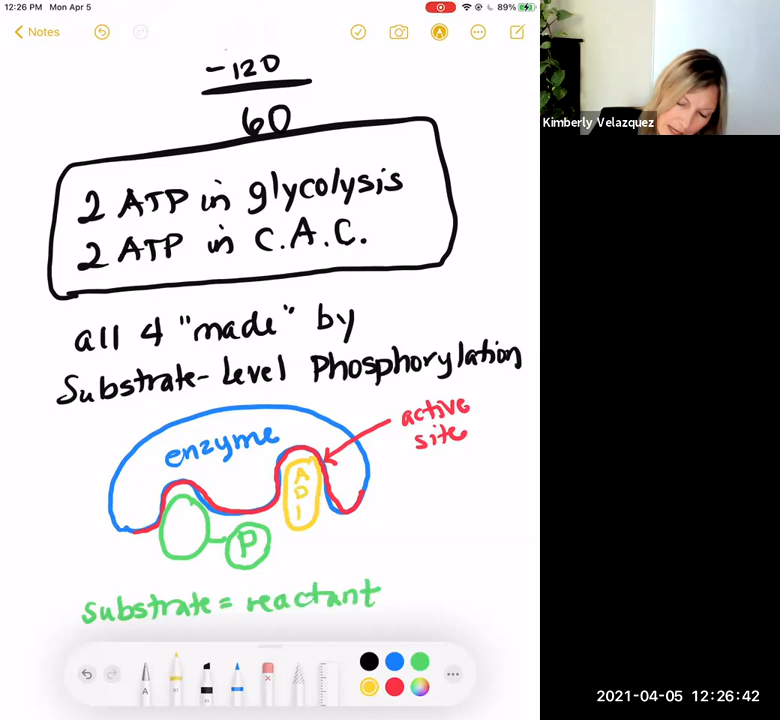 12:26 PM Mon Apr 5
89%
Notes
-120
60
2 ATP in glycolysis
2 ATP in C.A.C.
all 4 "made" by
Substrate-Level Phosphorylation
active
site
enzyme
A
D
P
substrate = reactant
Kimberly Velazquez
2021-04-05 12:26:42